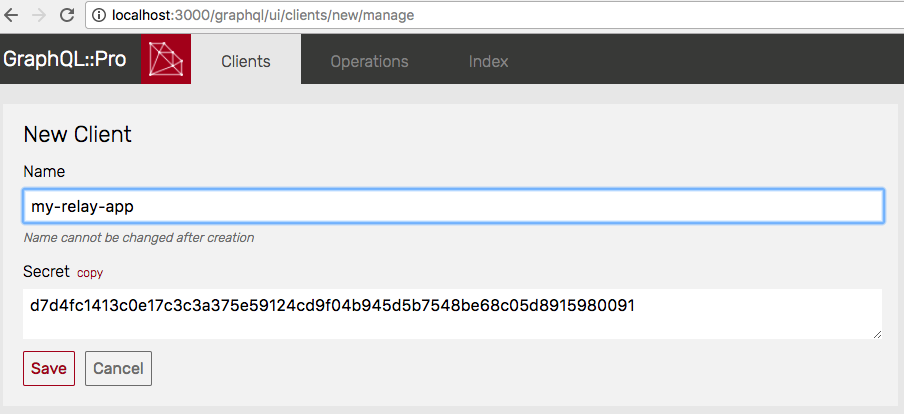 localhost:3000/graphql/ui/clients/new/manage
GraphQL::Pro Clients Operations Index
New Client
Name
my-relay-app
Name cannot be changed after creation
Secret copy
d7d4fc1413c0e17c3c3a375e59124cd9f04b945d5b7548be68c05d8915980091
Save Cancel